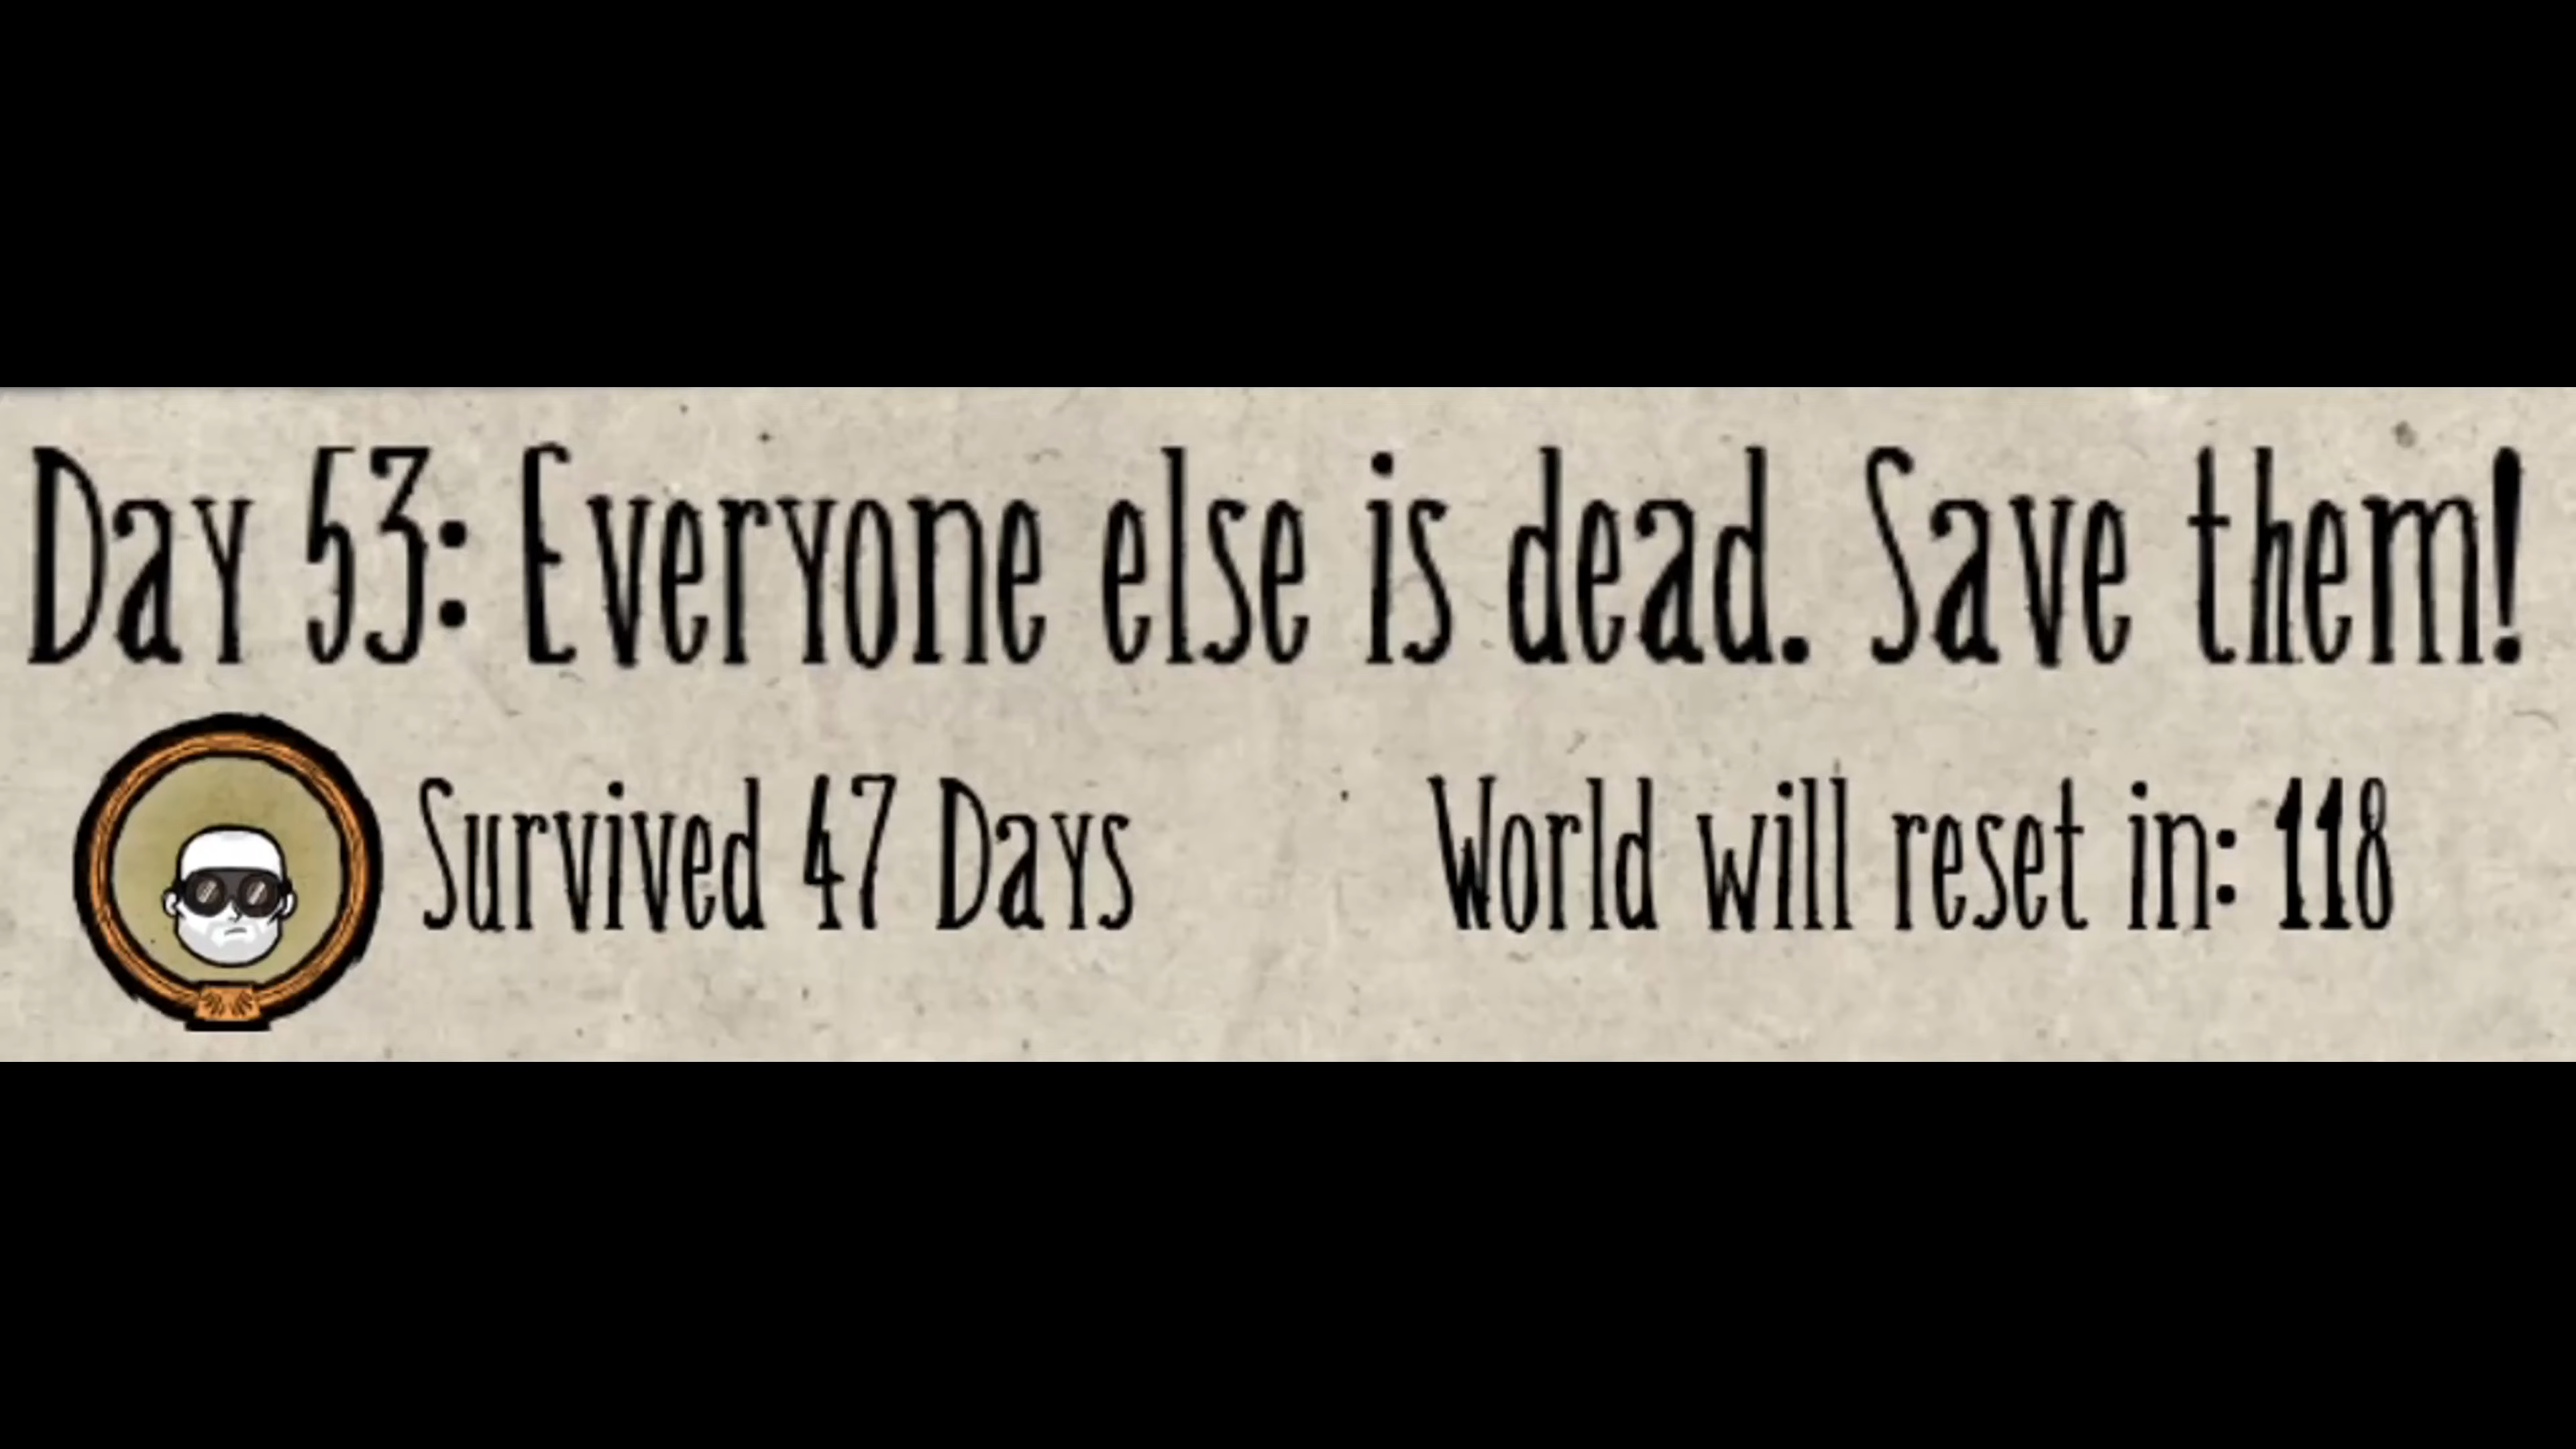 Day 53: Everyone else is dead. Save them!
Survived 47 Days
World will reset in: 118